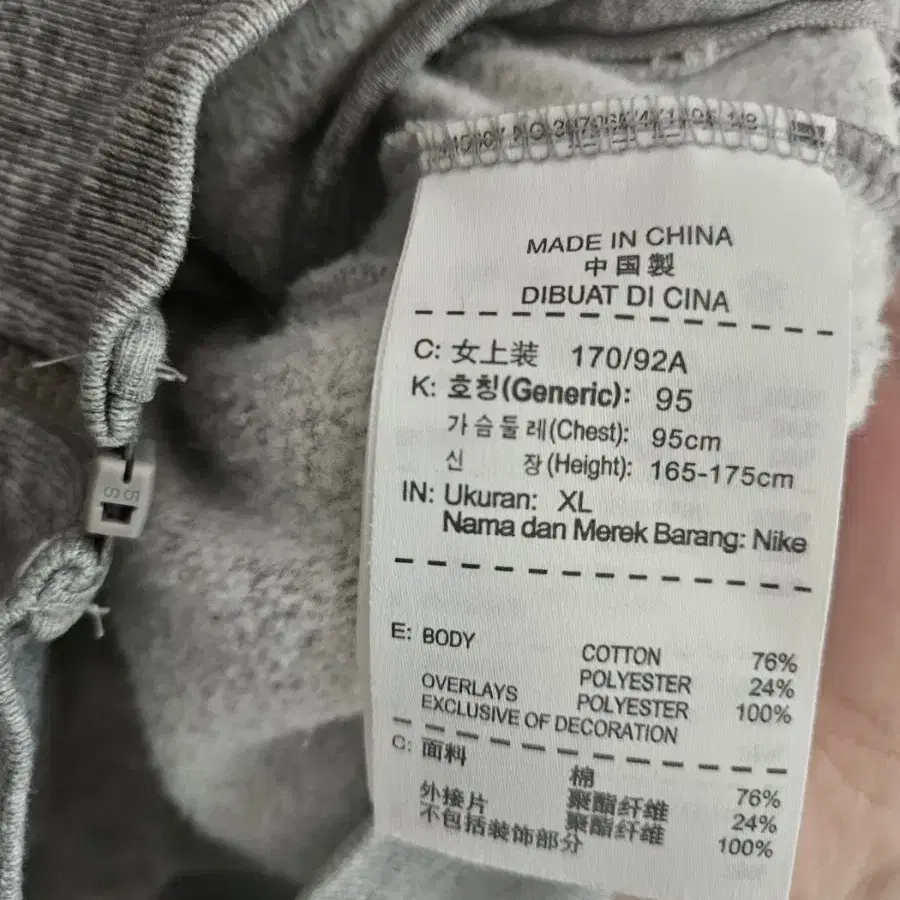 MADE IN CHINA
中国製
DIBUAT DI CINA
C: 女上装 170/92A
K: 호칭(Generic): 95
가슴둘레(Chest): 95cm
신 장(Height): 165-175cm
IN: Ukuran: XL
Nama dan Merek Barang: Nike
E: BODY COTTON 76%
POLYESTER 24%
OVERLAYS POLYESTER 100%
EXCLUSIVE OF DECORATION
C: 面料 棉 76%
聚酯纤维 24%
外接片 聚酯纤维 100%
不包括装饰部分